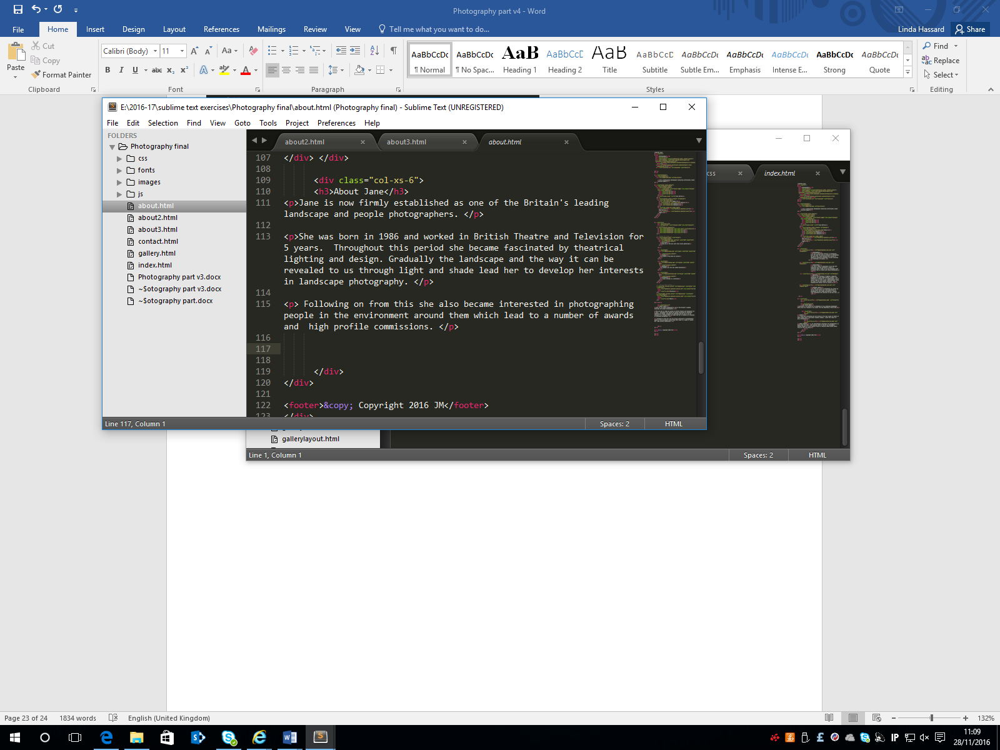 Photography part v4 - Word
File Home Insert Design Layout References Mailings Review View Tell me what you want to do... Linda Hassard Share
Paste
Cut
Copy
Format Painter
Clipboard
Calibri (Body) 11 Aa
B I U abc x2 x2 A aby A
Font
Paragraph
AaBbCcDc AaBbCcDc AaB AaBbCcD AaB AaBbCcD AaBbCcDc AaBbCcDc AaBbCcDc AaBbCcDc AaBbCcDc
¶ Normal ¶ No Spac... Heading 1 Heading 2 Title Subtitle Subtle Em... Emphasis Intense E... Strong Quote
Styles
Find
Replace
Select
Editing
E:\2016-17\sublime text exercises\Photography final\about.html (Photography final) - Sublime Text (UNREGISTERED)
File Edit Selection Find View Goto Tools Project Preferences Help
FOLDERS
Photography final
css
fonts
images
js
about.html
about2.html
about3.html
contact.html
gallery.html
index.html
Photography part v3.docx
~$otography part v3.docx
~$otography part.docx
about2.html × about3.html × about.html ×
107 </div> </div>
108
109 <div class="col-xs-6">
110 <h3>About Jane</h3>
111 <p>Jane is now firmly established as one of the Britain's leading
landscape and people photographers. </p>
112
113 <p>She was born in 1986 and worked in British Theatre and Television for
5 years.  Throughout this period she became fascinated by theatrical
lighting and design. Gradually the landscape and the way it can be
revealed to us through light and shade lead her to develop her interests
in landscape photography. </p>
114
115 <p> Following on from this she also became interested in photographing
people in the environment around them which lead to a number of awards
and  high profile commissions. </p>
116
117
118
119 </div>
120 </div>
121
122 <footer>&copy; Copyright 2016 JM</footer>
123 </div>
Line 117, Column 1 Spaces: 2 HTML
css × index.html ×
gallerylayout.html
Line 1, Column 1 Spaces: 2 HTML
Page 23 of 24 1834 words English (United Kingdom) 132%
11:09
28/11/2016